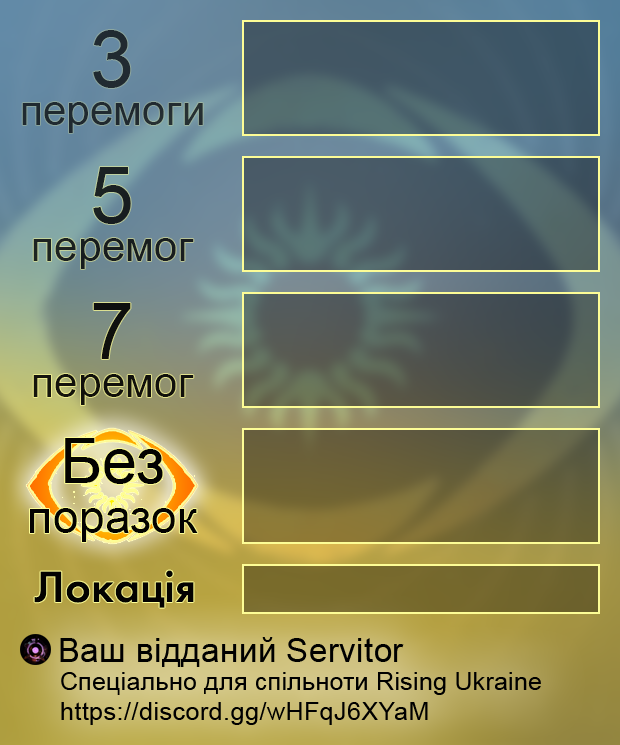 3
перемоги
5
перемог
7
перемог
Без
поразок
Локація
Ваш відданий Servitor
Спеціально для спільноти Rising Ukraine
https://discord.gg/wHFqJ6XYaM